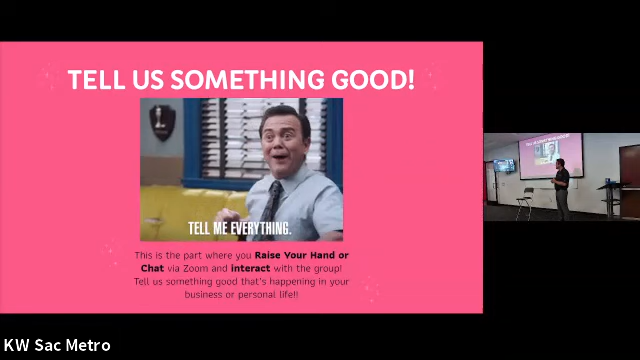 TELL US SOMETHING GOOD!
TELL ME EVERYTHING.
This is the part where you Raise Your Hand or
Chat via Zoom and interact with the group!
Tell us something good that's happening in your
business or personal life!!
KW Sac Metro